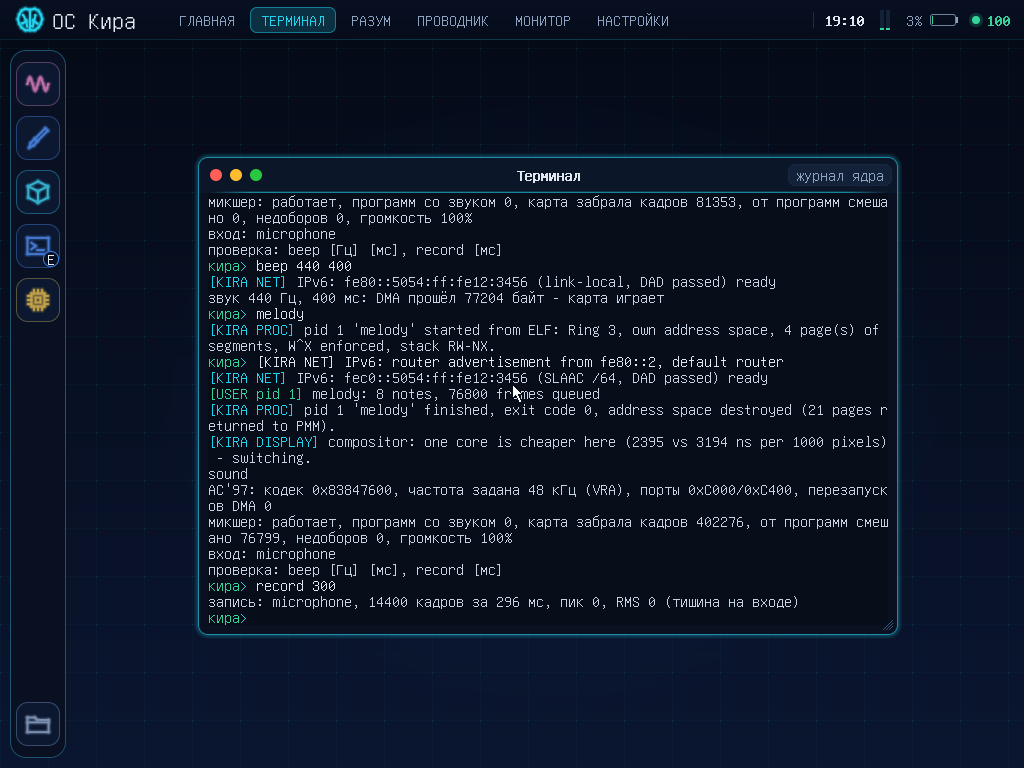 ОС Кира
ГЛАВНАЯ ТЕРМИНАЛ РАЗУМ ПРОВОДНИК МОНИТОР НАСТРОЙКИ
19:10 3% 100
E
Терминал
журнал ядра
микшер: работает, программ со звуком 0, карта забрала кадров 81353, от программ смеша
но 0, недоборов 0, громкость 100%
вход: microphone
проверка: beep [Гц] [мс], record [мс]
кира> beep 440 400
[KIRA NET] IPv6: fe80::5054:ff:fe12:3456 (link-local, DAD passed) ready
звук 440 Гц, 400 мс: DMA прошёл 77204 байт - карта играет
кира> melody
[KIRA PROC] pid 1 'melody' started from ELF: Ring 3, own address space, 4 page(s) of
segments, W^X enforced, stack RW-NX.
кира> [KIRA NET] IPv6: router advertisement from fe80::2, default router
[KIRA NET] IPv6: fec0::5054:ff:fe12:3456 (SLAAC /64, DAD passed) ready
[USER pid 1] melody: 8 notes, 76800 frames queued
[KIRA PROC] pid 1 'melody' finished, exit code 0, address space destroyed (21 pages r
eturned to PMM).
[KIRA DISPLAY] compositor: one core is cheaper here (2395 vs 3194 ns per 1000 pixels)
- switching.
sound
AC'97: кодек 0x83847600, частота задана 48 кГц (VRA), порты 0xC000/0xC400, перезапуск
ов DMA 0
микшер: работает, программ со звуком 0, карта забрала кадров 402276, от программ смеш
ано 76799, недоборов 0, громкость 100%
вход: microphone
проверка: beep [Гц] [мс], record [мс]
кира> record 300
запись: microphone, 14400 кадров за 296 мс, пик 0, RMS 0 (тишина на входе)
кира>